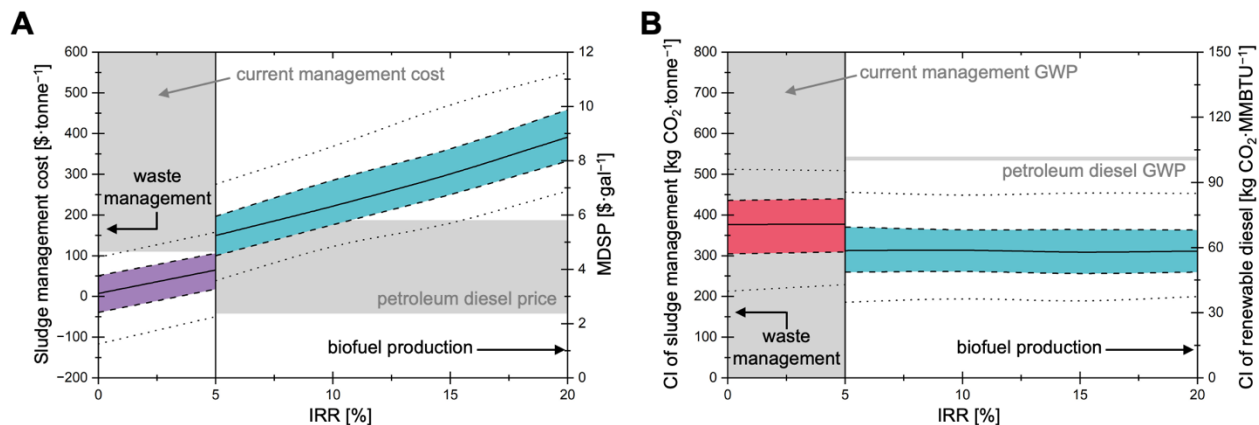 A
Sludge management cost [$·tonne⁻¹]
600
500
400
300
200
100
0
−100
−200
current management cost
waste
management
petroleum diesel price
biofuel production
0
5
10
15
20
IRR [%]
12
10
8
6
4
2
0
MDSP [$·gal⁻¹]
B
CI of sludge management [kg CO₂·tonne⁻¹]
800
700
600
500
400
300
200
100
0
current management GWP
petroleum diesel GWP
waste
management
biofuel production
0
5
10
15
20
IRR [%]
150
120
90
60
30
0
CI of renewable diesel [kg CO₂·MMBTU⁻¹]